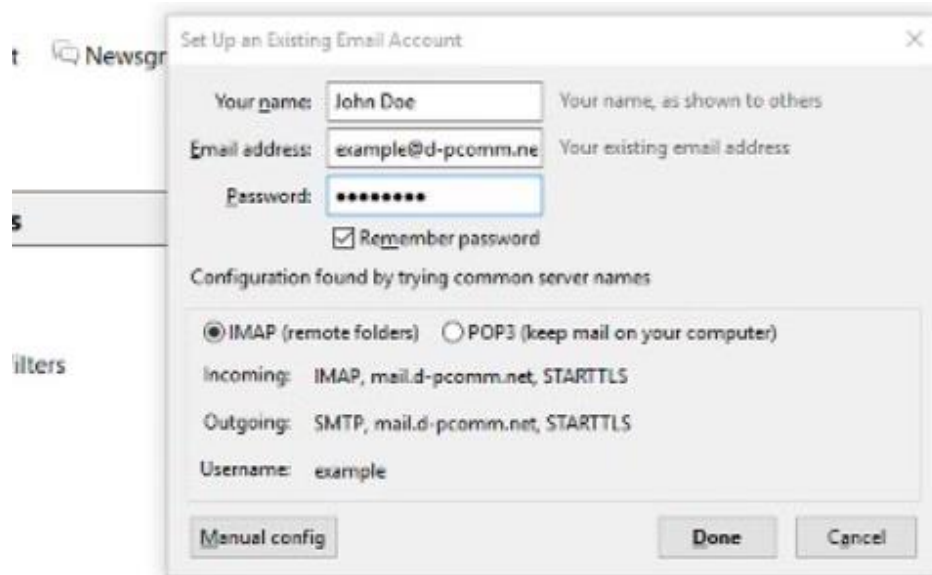 t Newsgr
Set Up an Existing Email Account
Your name: John Doe Your name, as shown to others
Email address: example@d-pcomm.ne Your existing email address
Password: ●●●●●●●●●
Remember password
s
Configuration found by trying common server names
IMAP (remote folders) POP3 (keep mail on your computer)
ilters
Incoming: IMAP, mail.d-pcomm.net, STARTTLS
Outgoing: SMTP, mail.d-pcomm.net, STARTTLS
Username: example
Manual config Done Cancel